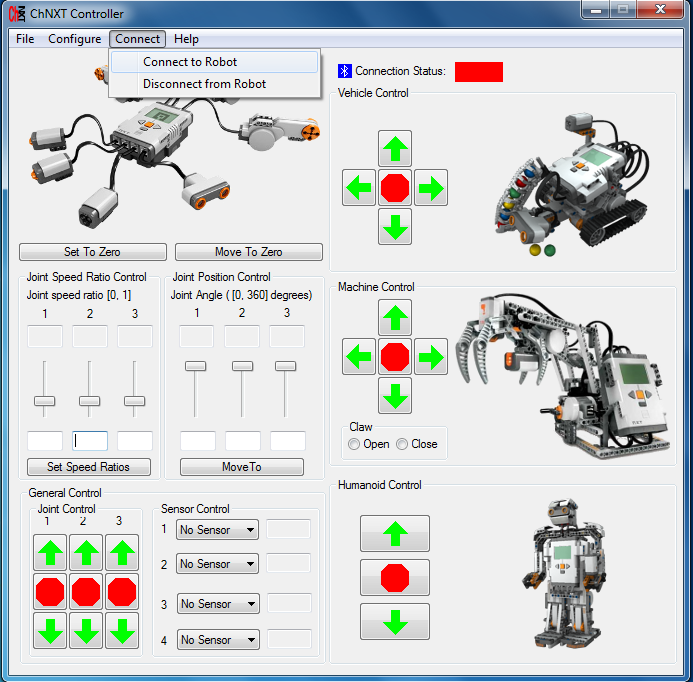 ChNXT Controller
File Configure Connect Help
Connect to Robot
Disconnect from Robot
Connection Status:
Vehicle Control
Set To Zero Move To Zero
Joint Speed Ratio Control
Joint speed ratio [0, 1]
1 2 3
Set Speed Ratios
Joint Position Control
Joint Angle ( [0, 360] degrees)
1 2 3
MoveTo
Machine Control
Claw
Open Close
General Control
Joint Control
1 2 3
Sensor Control
1 No Sensor
2 No Sensor
3 No Sensor
4 No Sensor
Humanoid Control